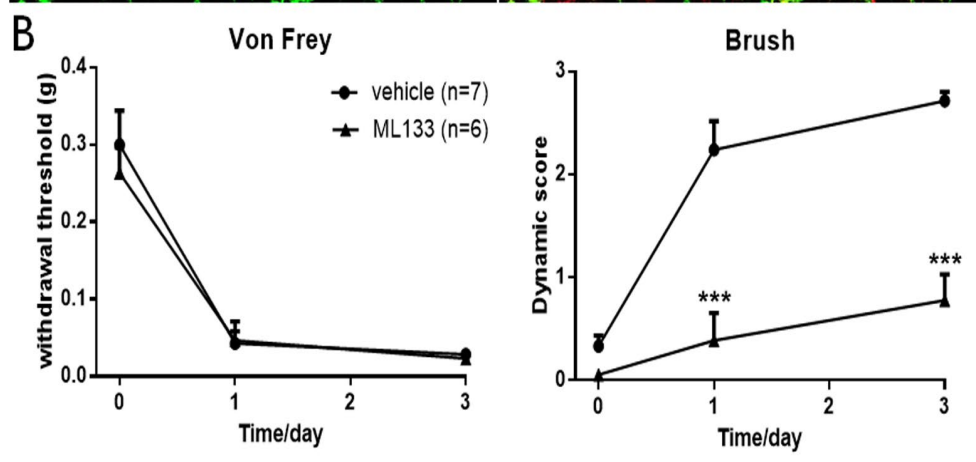 B
Von Frey
withdrawal threshold (g)
0.4
0.3
0.2
0.1
0.0
vehicle (n=7)
ML133 (n=6)
0 1 2 3
Time/day
Brush
Dynamic score
3
2
1
0
***
***
0 1 2 3
Time/day